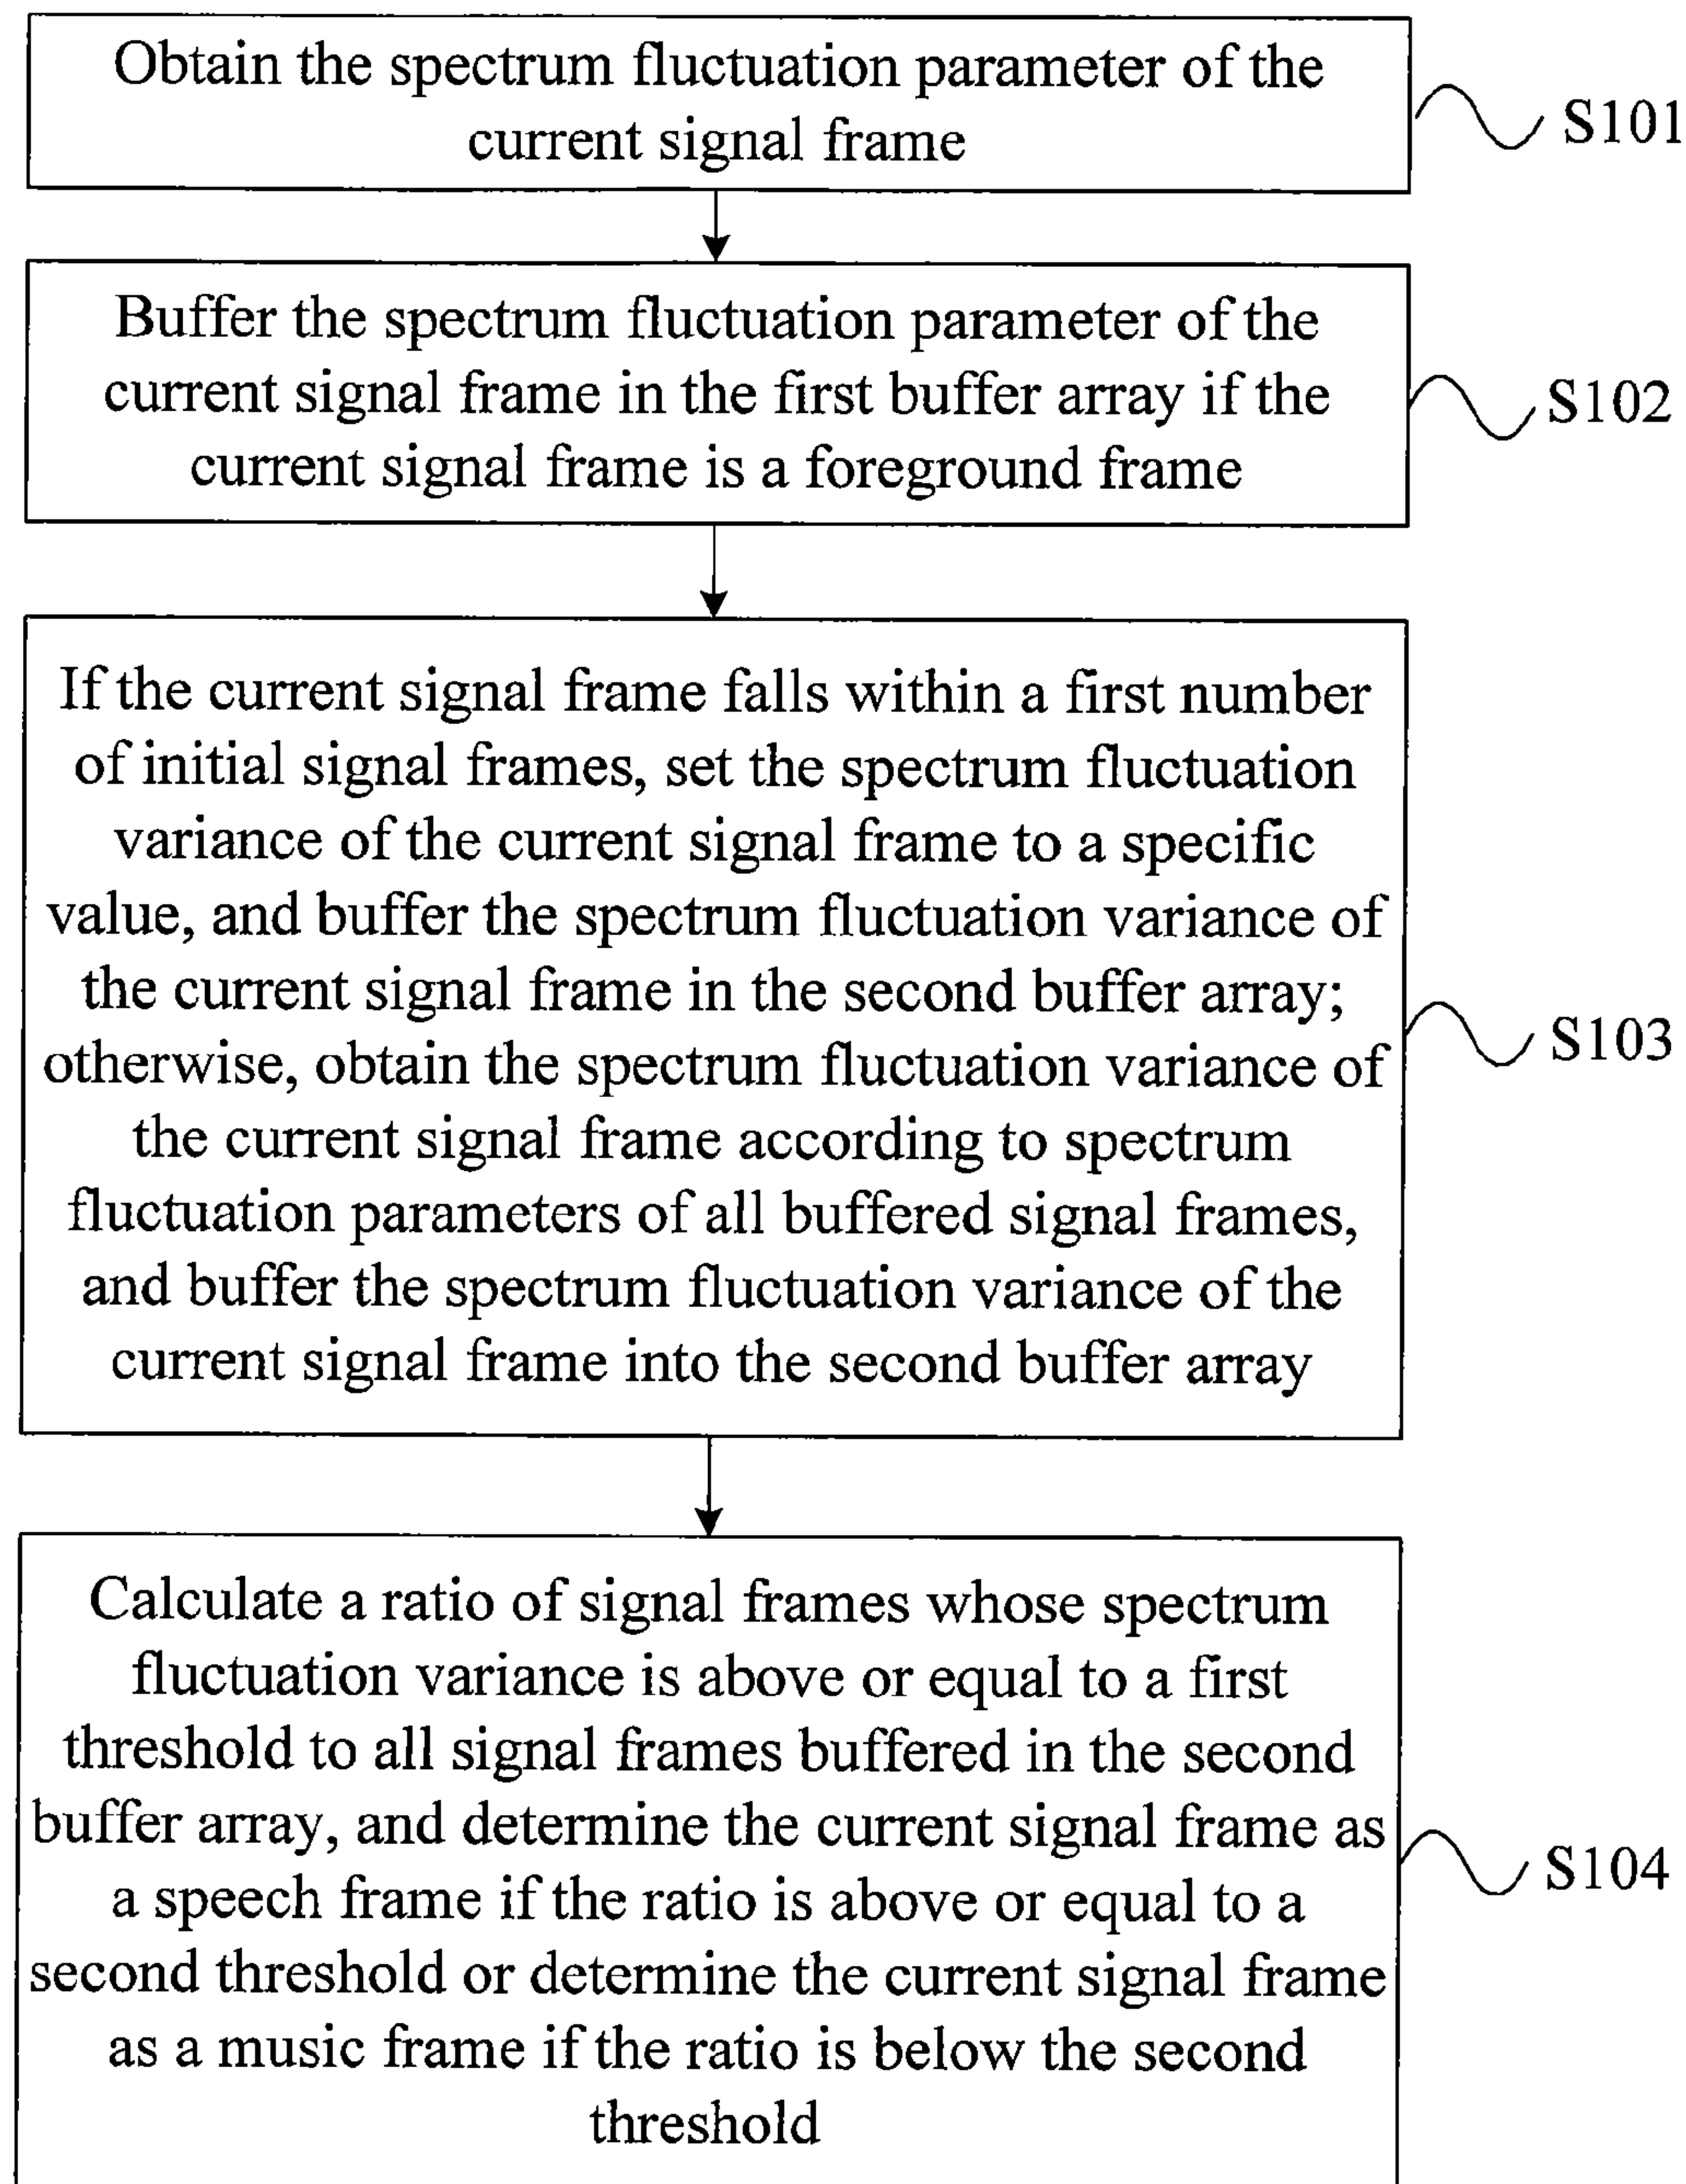 Obtain the spectrum fluctuation parameter of the
current signal frame
S101
Buffer the spectrum fluctuation parameter of the
current signal frame in the first buffer array if the
current signal frame is a foreground frame
S102
If the current signal frame falls within a first number
of initial signal frames, set the spectrum fluctuation
variance of the current signal frame to a specific
value, and buffer the spectrum fluctuation variance of
the current signal frame in the second buffer array;
otherwise, obtain the spectrum fluctuation variance of
the current signal frame according to spectrum
fluctuation parameters of all buffered signal frames,
and buffer the spectrum fluctuation variance of the
current signal frame into the second buffer array
S103
Calculate a ratio of signal frames whose spectrum
fluctuation variance is above or equal to a first
threshold to all signal frames buffered in the second
buffer array, and determine the current signal frame as
a speech frame if the ratio is above or equal to a
second threshold or determine the current signal frame
as a music frame if the ratio is below the second
threshold
S104